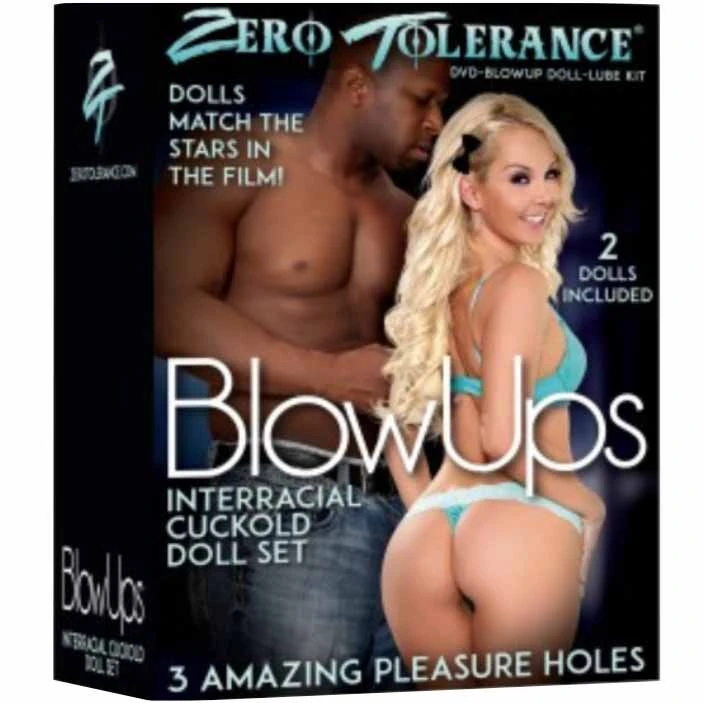 ZERO TOLERANCE®
DVD-BLOWUP DOLL-LUBE KIT
DOLLS
MATCH THE
STARS IN
THE FILM!
2
DOLLS
INCLUDED
BlowUps
INTERRACIAL
CUCKOLD
DOLL SET
3 AMAZING PLEASURE HOLES
ZT
ZEROTOLERANCE.COM
BlowUps
INTERRACIAL CUCKOLD
DOLL SET